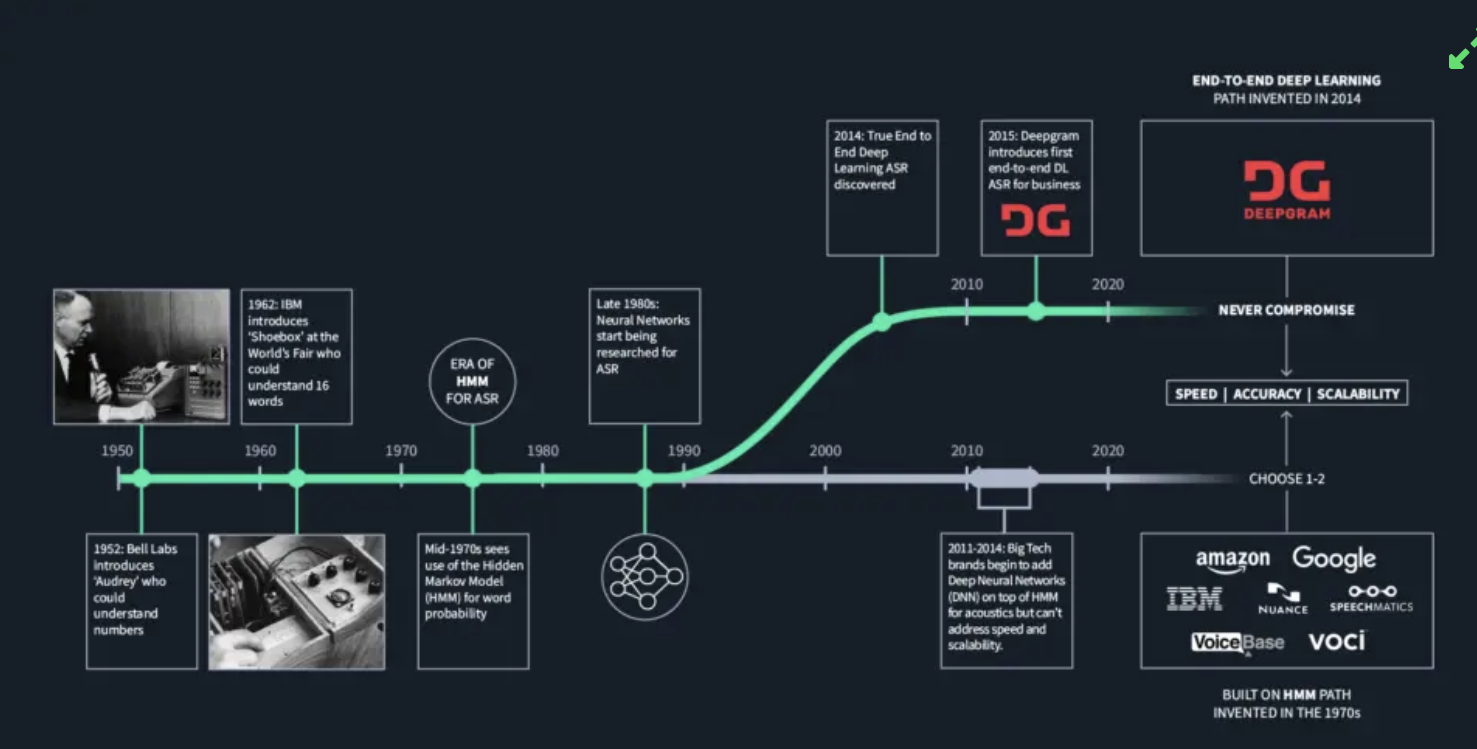 END-TO-END DEEP LEARNING
PATH INVENTED IN 2014
2014: True End to
End Deep
Learning ASR
discovered
2015: Deepgram
introduces first
end-to-end DL
ASR for business
DG
DG
DEEPGRAM
2010
2020
NEVER COMPROMISE
SPEED | ACCURACY | SCALABILITY
1962: IBM
introduces
'Shoebox' at the
World's Fair who
could
understand 16
words
ERA OF
HMM
FOR ASR
Late 1980s:
Neural Networks
start being
researched for
ASR
1950
1960
1970
1980
1990
2000
2010
2020
CHOOSE 1-2
1952: Bell Labs
introduces
'Audrey' who
could
understand
numbers
Mid-1970s sees
use of the Hidden
Markov Model
(HMM) for word
probability
2011-2014: Big Tech
brands begin to add
Deep Neural Networks
(DNN) on top of HMM
for acoustics but can't
address speed and
scalability.
amazon Google
IBM NUANCE SPEECHMATICS
VoiceBase VOCI
BUILT ON HMM PATH
INVENTED IN THE 1970s